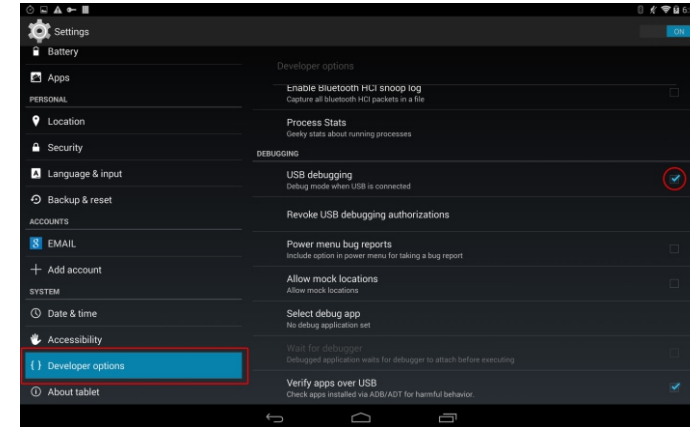 6:
Settings
ON
Battery
Apps
PERSONAL
Location
Security
A Language & input
Backup & reset
ACCOUNTS
8 EMAIL
Add account
SYSTEM
Date & time
Accessibility
{ } Developer options
About tablet
Developer options
Enable Bluetooth HCI snoop log
Capture all bluetooth HCI packets in a file
Process Stats
Geeky stats about running processes
DEBUGGING
USB debugging
Debug mode when USB is connected
Revoke USB debugging authorizations
Power menu bug reports
Include option in power menu for taking a bug report
Allow mock locations
Allow mock locations
Select debug app
No debug application set
Wait for debugger
Debugged application waits for debugger to attach before executing
Verify apps over USB
Check apps installed via ADB/ADT for harmful behavior.